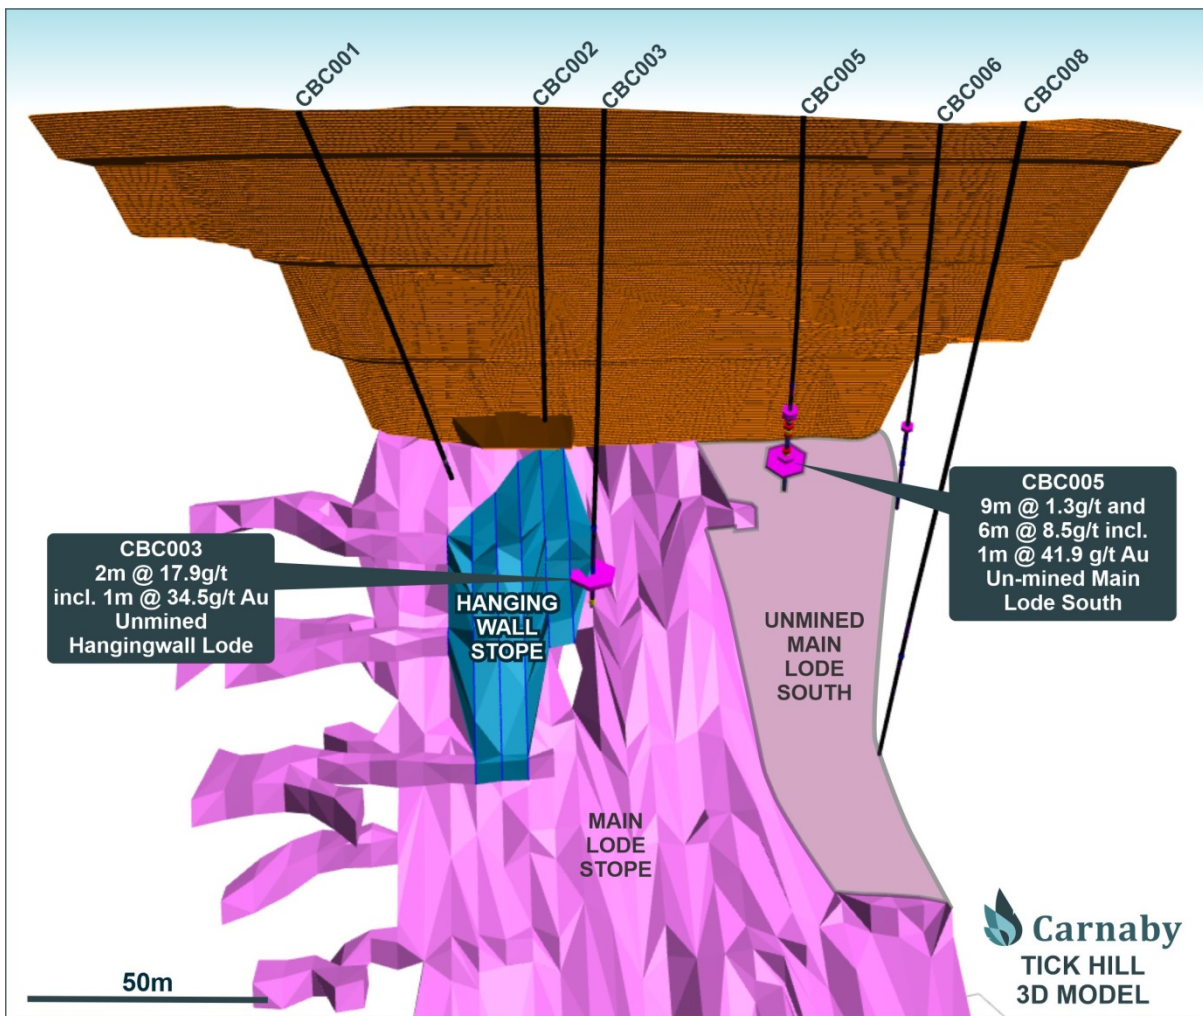 CBC001
CBC002
CBC003
CBC005
CBC006
CBC008
CBC003
2m @ 17.9g/t
incl. 1m @ 34.5g/t Au
Unmined
Hangingwall Lode
HANGING
WALL
STOPE
CBC005
9m @ 1.3g/t and
6m @ 8.5g/t incl.
1m @ 41.9 g/t Au
Un-mined Main
Lode South
UNMINED
MAIN
LODE
SOUTH
MAIN
LODE
STOPE
50m
Carnaby
TICK HILL
3D MODEL